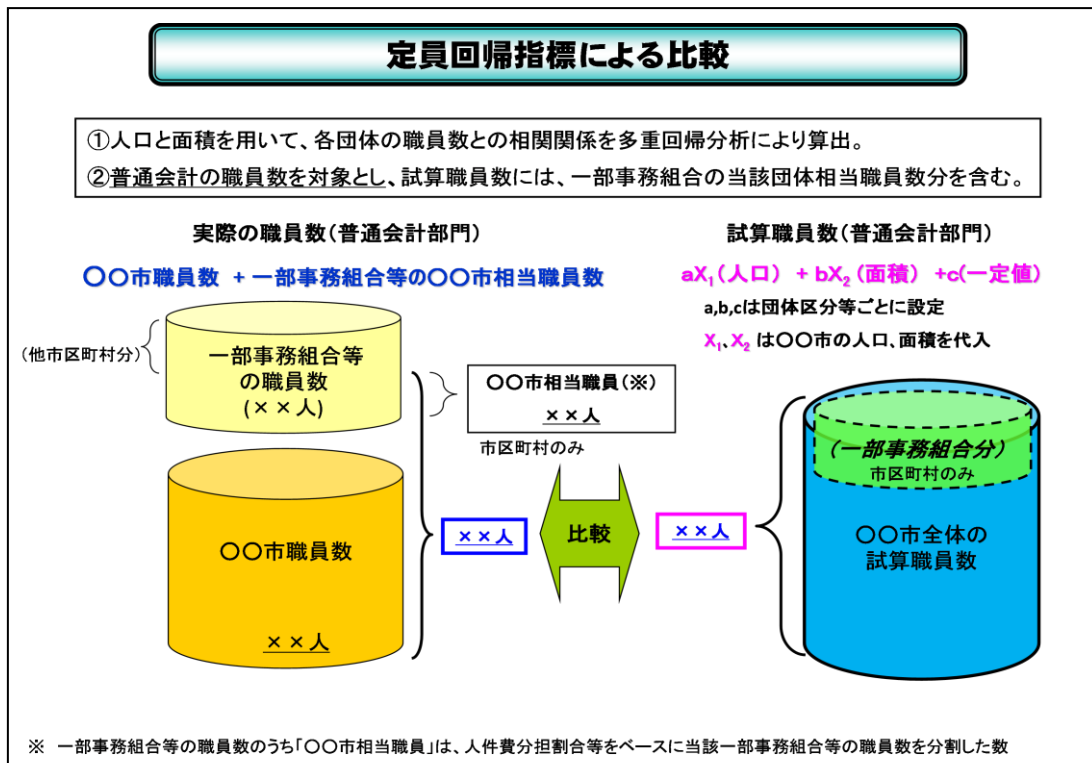 定員回帰指標による比較
①人口と面積を用いて、各団体の職員数との相関関係を多重回帰分析により算出。
②普通会計の職員数を対象とし、試算職員数には、一部事務組合の当該団体相当職員数分を含む。
実際の職員数(普通会計部門)
〇〇市職員数 + 一部事務組合等の〇〇市相当職員数
(他市区町村分)
一部事務組合等
の職員数
(××人)
〇〇市相当職員(※)
××人
市区町村のみ
〇〇市職員数
××人
××人
比較
試算職員数(普通会計部門)
aX₁(人口) + bX₂(面積) +c(一定値)
a,b,cは団体区分等ごとに設定
X₁、X₂ は〇〇市の人口、面積を代入
××人
(一部事務組合分)
市区町村のみ
〇〇市全体の
試算職員数
※ 一部事務組合等の職員数のうち「〇〇市相当職員」は、人件費分担割合等をベースに当該一部事務組合等の職員数を分割した数